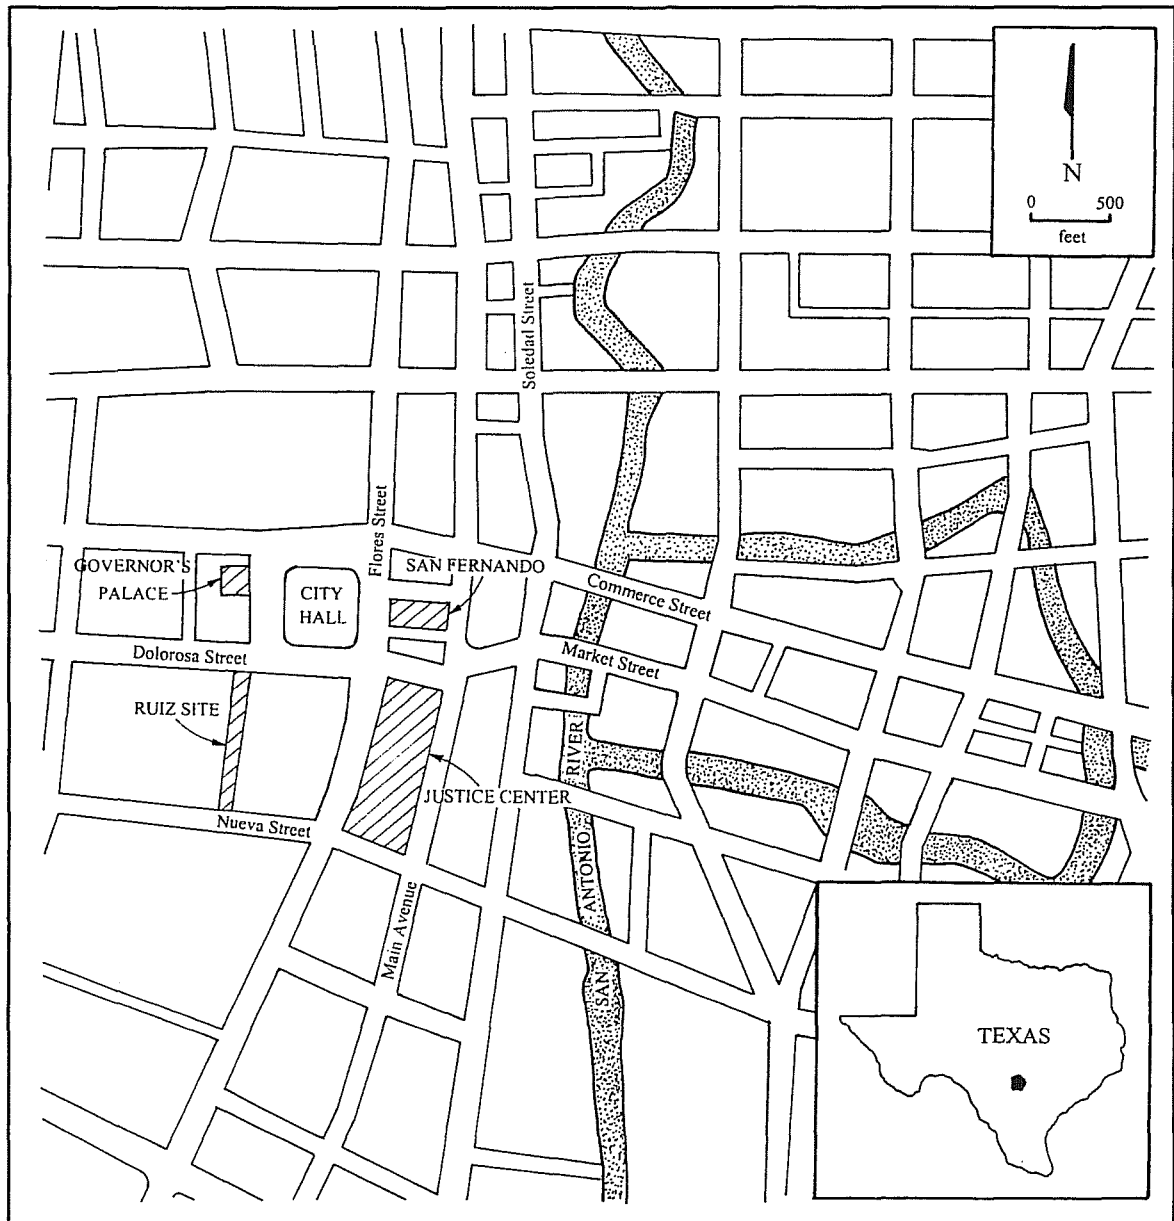 N
0 500
feet
Soledad Street
Flores Street
GOVERNOR'S
PALACE
CITY
HALL
SAN FERNANDO
Commerce Street
Dolorosa Street
Market Street
RUIZ SITE
JUSTICE CENTER
Nueva Street
Main Avenue
SAN ANTONIO RIVER
TEXAS